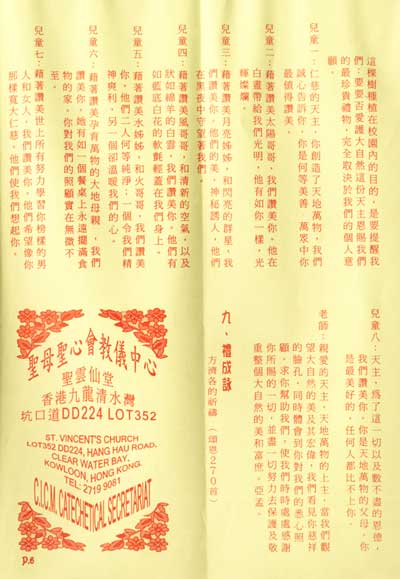 這棵樹種植在校園內的目的，是要提醒我
們：要要否愛護大自然這份天主恩賜我們
的最珍貴禮物，完全取決於我們的個人意
願。
兒童一：仁慈的天主，你創造了天地萬物，我們
誠心告訴你，你是何等美善，萬眾中你
最值得讚美。
兒童二：藉著讚美太陽哥哥，我們讚美你。他在
白晝帶給我們光明，他有如你一樣，光
輝燦爛。
兒童三：藉著讚美月亮姊姊，和閃亮的群星，我
們讚美你。他們的美，神秘誘人，他們
在黑夜中守望著我們。
兒童四：藉著讚美風哥哥，和清新的空氣，以及
狀如綿羊的白雲，我們讚美你。他們有
如藍底白花的軟氈輕蓋在我們身上。
兒童五：藉著讚美水姊姊，和火哥哥，我們讚美
你。他們二人何等純淨；一個令我們精
神爽利，另一個卻溫暖我們的心。
兒童六：藉著讚美孕育萬物的大地母親，我們
讚美你，她有如一個餐桌上永遠擺滿食
物的家。你對我們的照顧實在無微不
至。
兒童七：藉著讚美世上所有努力學習你榜樣的男
人和女人，我們讚美你。他們希望像你
那樣寬大仁慈。他們使我們想起你。
兒童八：天主，為了這一切以及數不盡的恩德，
我們讚美你。你是天地萬物的父母，你
是最美好的，任何人都比不上你。
九、禮成詠
方濟各的祈禱（頌恩270首）
老師：親愛的天主，天地萬物的上主，當我們觀
望大自然的美及其宏偉，我們看見你慈祥
的臉孔，同時體會到你對我們的悉心照
顧。求你幫助我們，使我們時時處處感謝
你所賜的一切，並盡一切努力去保護及敬
重整個大自然的美和富庶。亞孟。
聖母聖心會教儀中心
聖雲仙堂
香港九龍清水灣
坑口道DD224 LOT352
ST. VINCENT'S CHURCH
LOT352 DD224, HANG HAU ROAD,
CLEAR WATER BAY,
KOWLOON, HONG KONG.
TEL: 2719 9081
C.I.C.M. CATECHETICAL SECRETARIAT
P.6